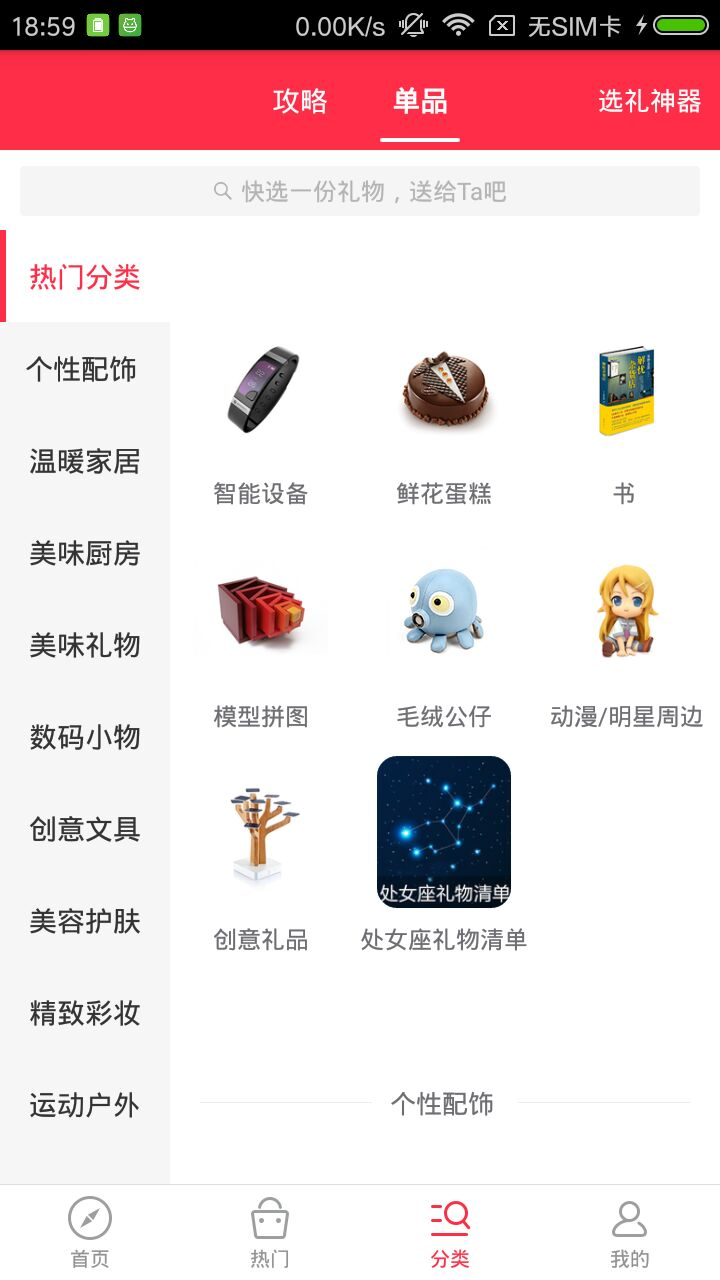 18:59
0.00K/s
无SIM卡
攻略
单品
选礼神器
快选一份礼物，送给Ta吧
热门分类
个性配饰
温暖家居
美味厨房
美味礼物
数码小物
创意文具
美容护肤
精致彩妆
运动户外
解忧
杂货店
智能设备
鲜花蛋糕
书
模型拼图
毛绒公仔
动漫/明星周边
处女座礼物清单
创意礼品
处女座礼物清单
个性配饰
首页
热门
分类
我的